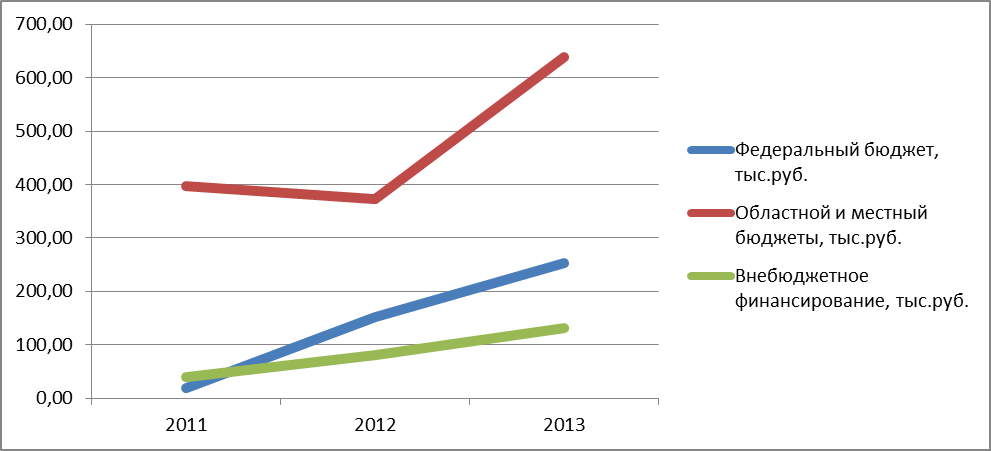 700,00
600,00
500,00
400,00
300,00
200,00
100,00
0,00
2011
2012
2013
Федеральный бюджет,
тыс.руб.
Областной и местный
бюджеты, тыс.руб.
Внебюджетное
финансирование, тыс.руб.